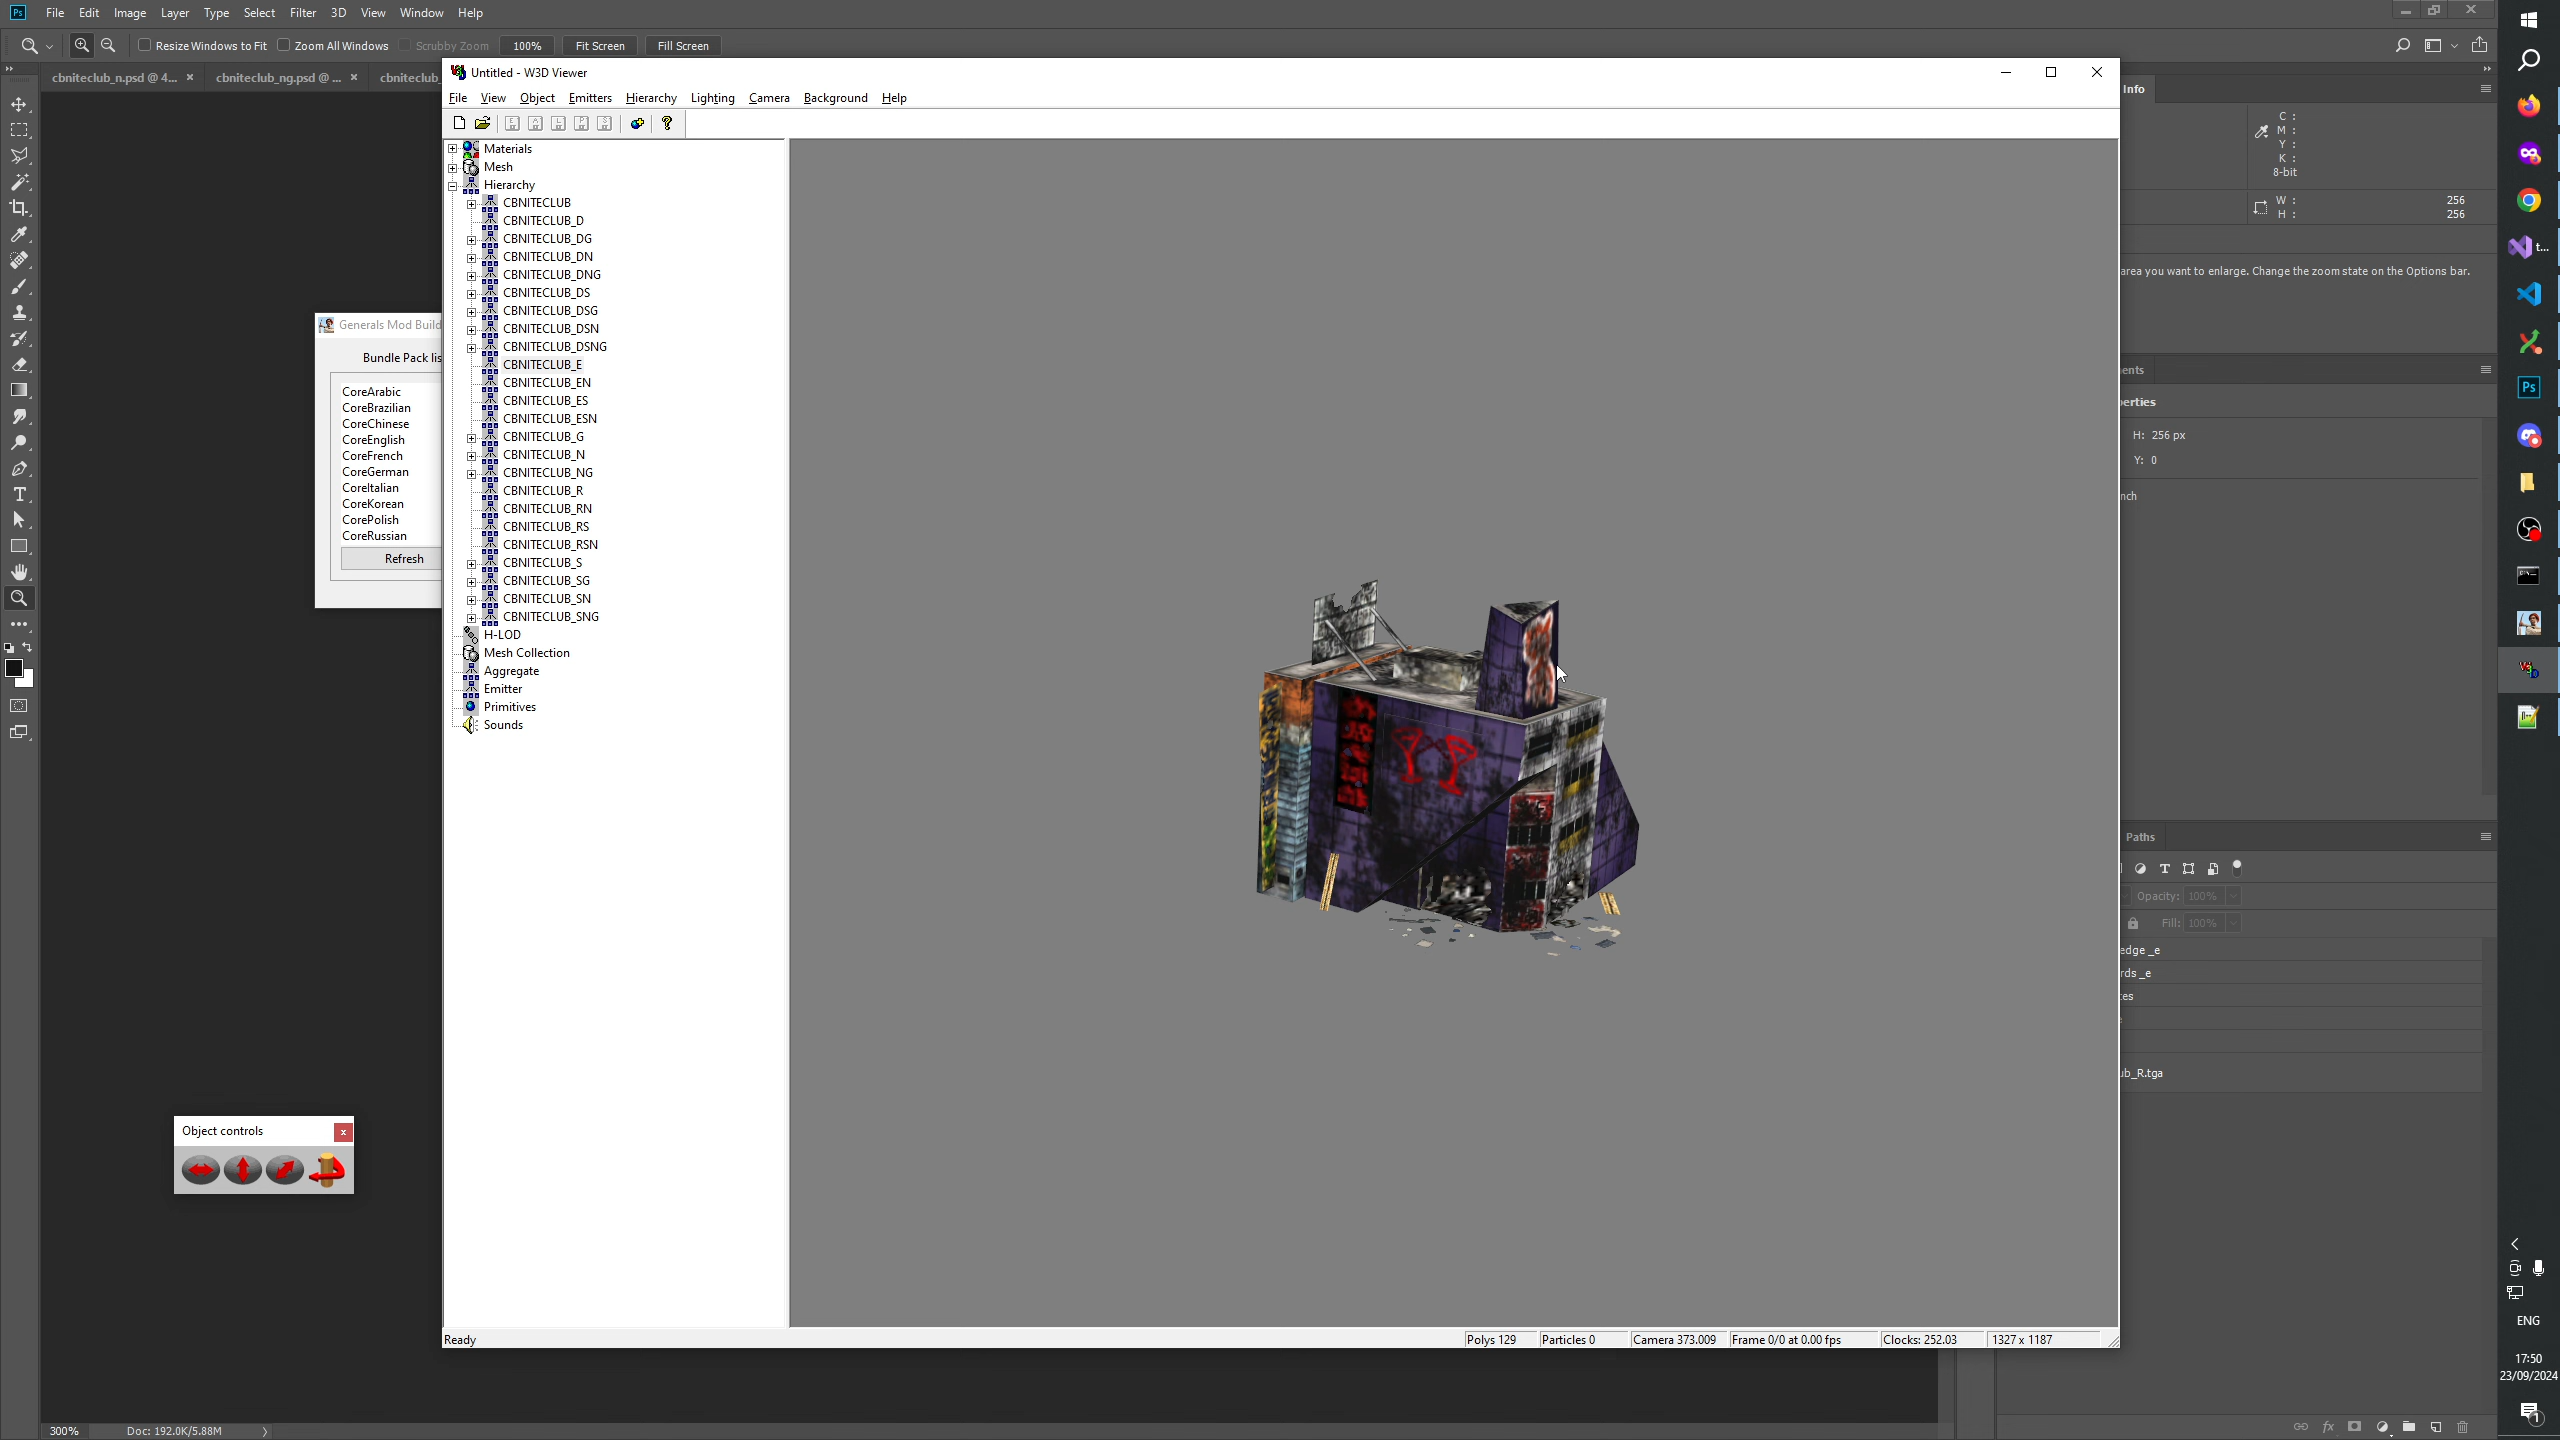 File Edit Image Layer Type Select Filter 3D View Window Help
Resize Windows to Fit Zoom All Windows Scrubby Zoom 100% Fit Screen Fill Screen
cbniteclub_n.psd @ 4... × cbniteclub_ng.psd @ ... × cbniteclub_
Untitled - W3D Viewer
File View Object Emitters Hierarchy Lighting Camera Background Help
Materials
Mesh
Hierarchy
CBNITECLUB
CBNITECLUB_D
CBNITECLUB_DG
CBNITECLUB_DN
CBNITECLUB_DNG
CBNITECLUB_DS
CBNITECLUB_DSG
CBNITECLUB_DSN
CBNITECLUB_DSNG
CBNITECLUB_E
CBNITECLUB_EN
CBNITECLUB_ES
CBNITECLUB_ESN
CBNITECLUB_G
CBNITECLUB_N
CBNITECLUB_NG
CBNITECLUB_R
CBNITECLUB_RN
CBNITECLUB_RS
CBNITECLUB_RSN
CBNITECLUB_S
CBNITECLUB_SG
CBNITECLUB_SN
CBNITECLUB_SNG
H-LOD
Mesh Collection
Aggregate
Emitter
Primitives
Sounds
Generals Mod Build
Bundle Pack lis
CoreArabic
CoreBrazilian
CoreChinese
CoreEnglish
CoreFrench
CoreGerman
CoreItalian
CoreKorean
CorePolish
CoreRussian
Refresh
Object controls
Ready
Polys 129 Particles 0 Camera 373.009 Frame 0/0 at 0.00 fps Clocks: 252.03 1327 x 1187
300% Doc: 192.0K/5.88M
Info
C :
M :
Y :
K :
8-bit
W : 256
H : 256
area you want to enlarge. Change the zoom state on the Options bar.
ents
perties
H: 256 px
Y: 0
nch
Paths
Opacity: 100%
Fill: 100%
edge _e
rds _e
tes
ub_R.tga
t...
ENG
17:50
23/09/2024
1